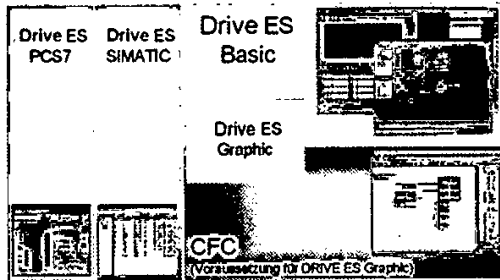 Drive ES
PCS7
Drive ES
SIMATIC
Drive ES
Basic
Drive ES
Graphic
CFC
(Voraussetzung für DRIVE ES Graphic)